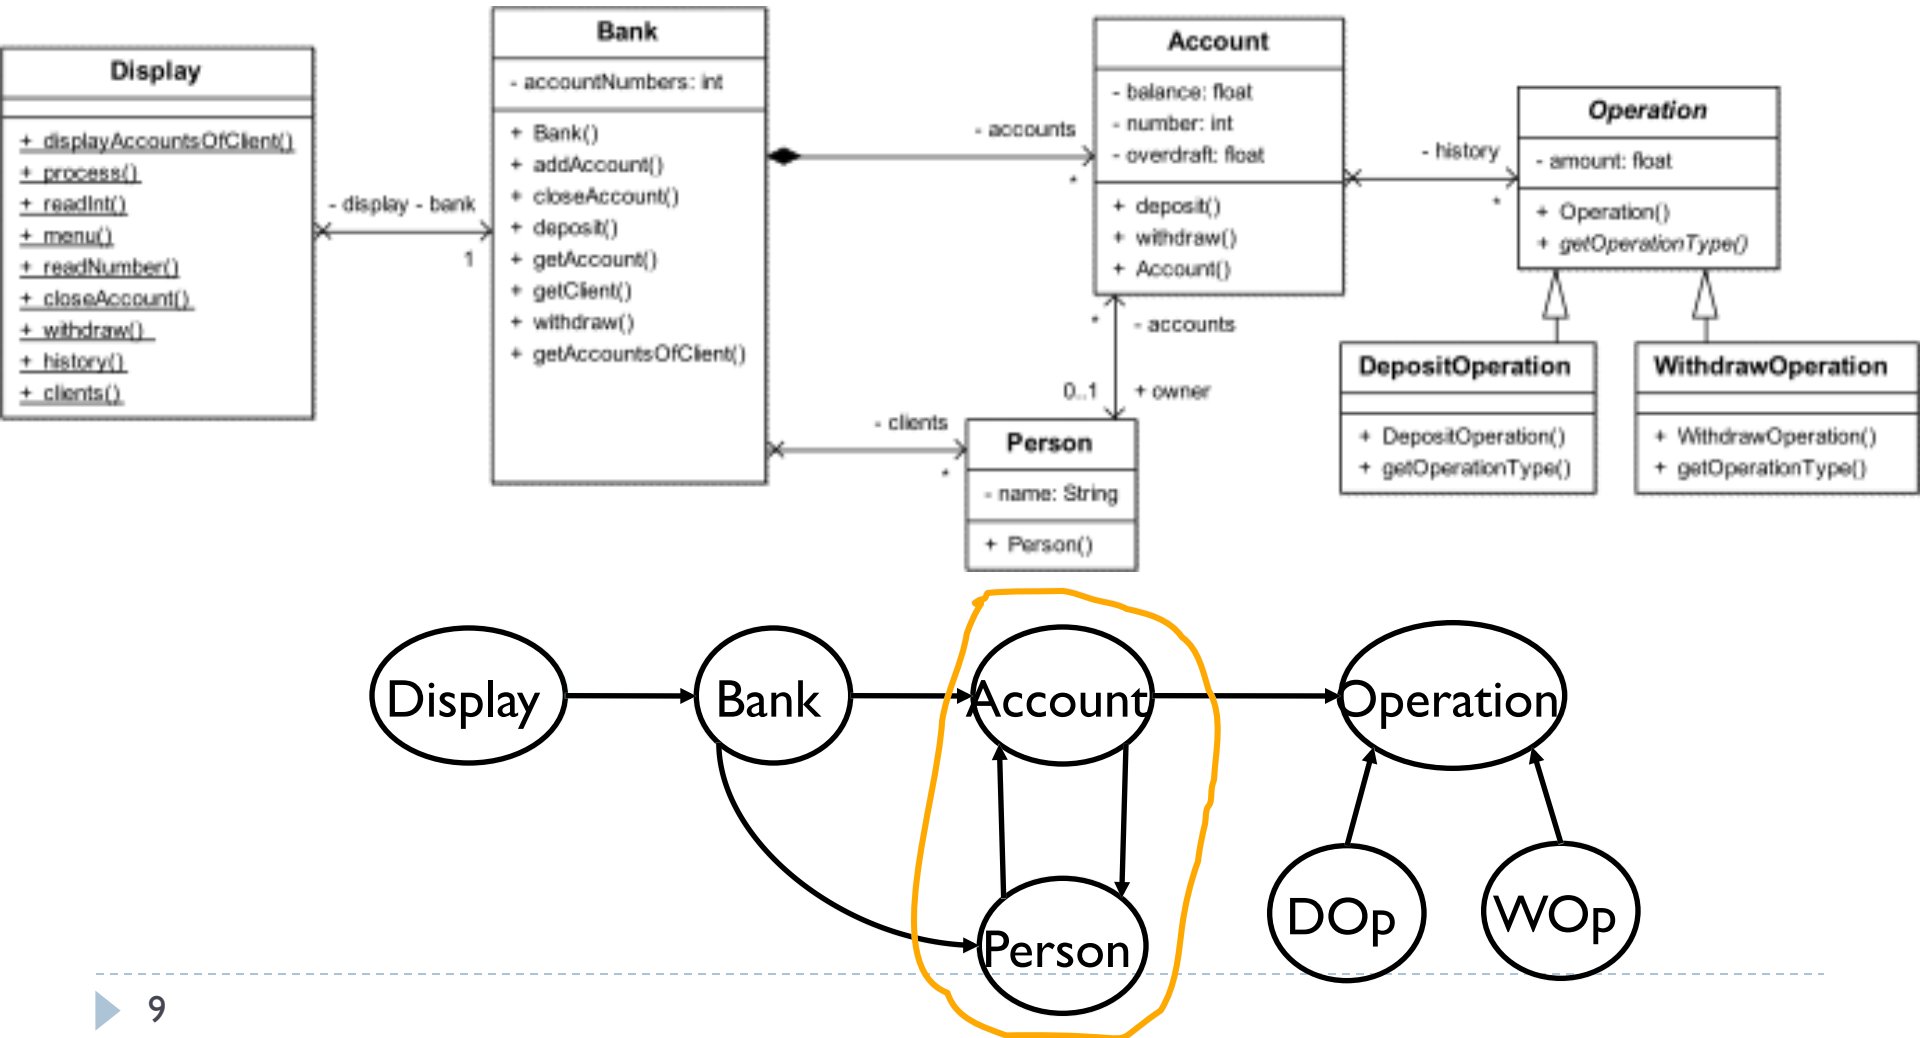 Display
+ displayAccountsOfClient()
+ process()
+ readInt()
+ menu()
+ readNumber()
+ closeAccount()
+ withdraw()
+ history()
+ clients()
- display - bank
1
Bank
- accountNumbers: int
+ Bank()
+ addAccount()
+ closeAccount()
+ deposit()
+ getAccount()
+ getClient()
+ withdraw()
+ getAccountsOfClient()
- accounts
*
- clients
*
Account
- balance: float
- number: int
- overdraft: float
+ deposit()
+ withdraw()
+ Account()
* - accounts
0..1 + owner
Person
- name: String
+ Person()
- history
*
Operation
- amount: float
+ Operation()
+ getOperationType()
DepositOperation
+ DepositOperation()
+ getOperationType()
WithdrawOperation
+ WithdrawOperation()
+ getOperationType()
Display
Bank
Account
Operation
Person
DOp
WOp
9